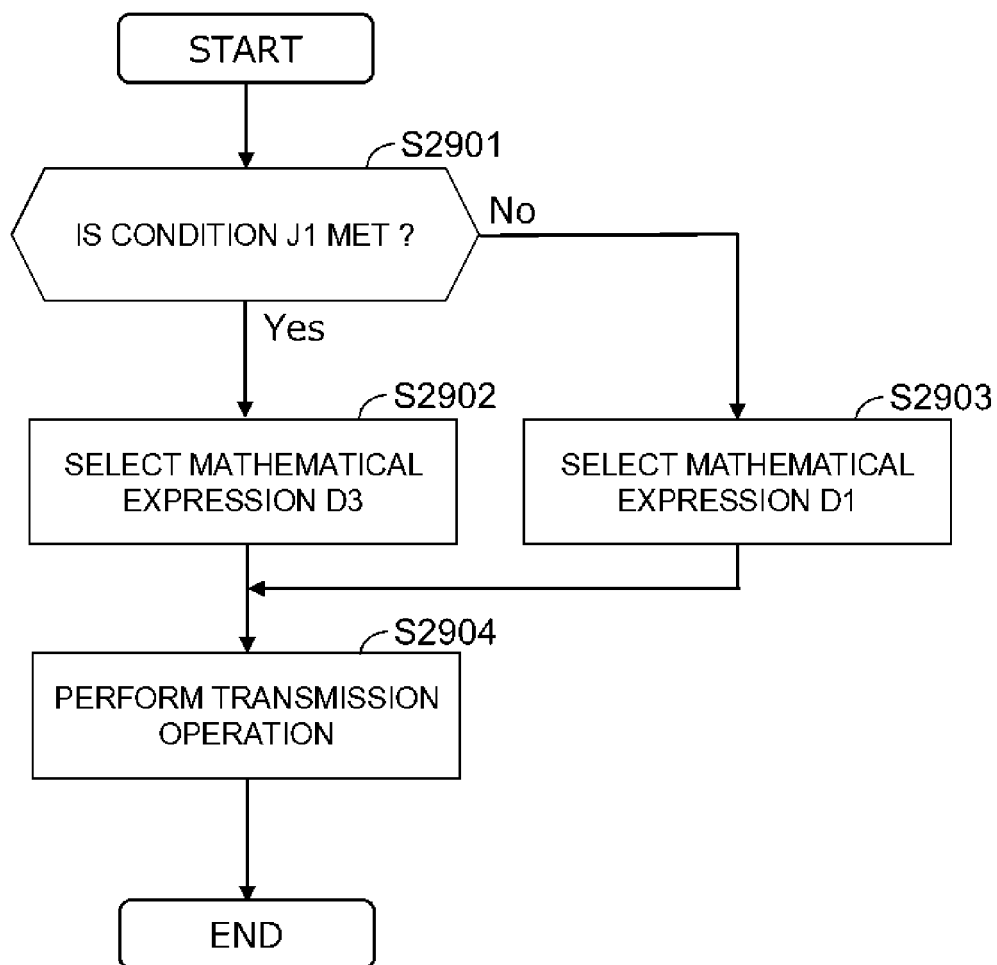 START
S2901
IS CONDITION J1 MET ?
No
Yes
S2902
S2903
SELECT MATHEMATICAL
EXPRESSION D3
SELECT MATHEMATICAL
EXPRESSION D1
S2904
PERFORM TRANSMISSION
OPERATION
END